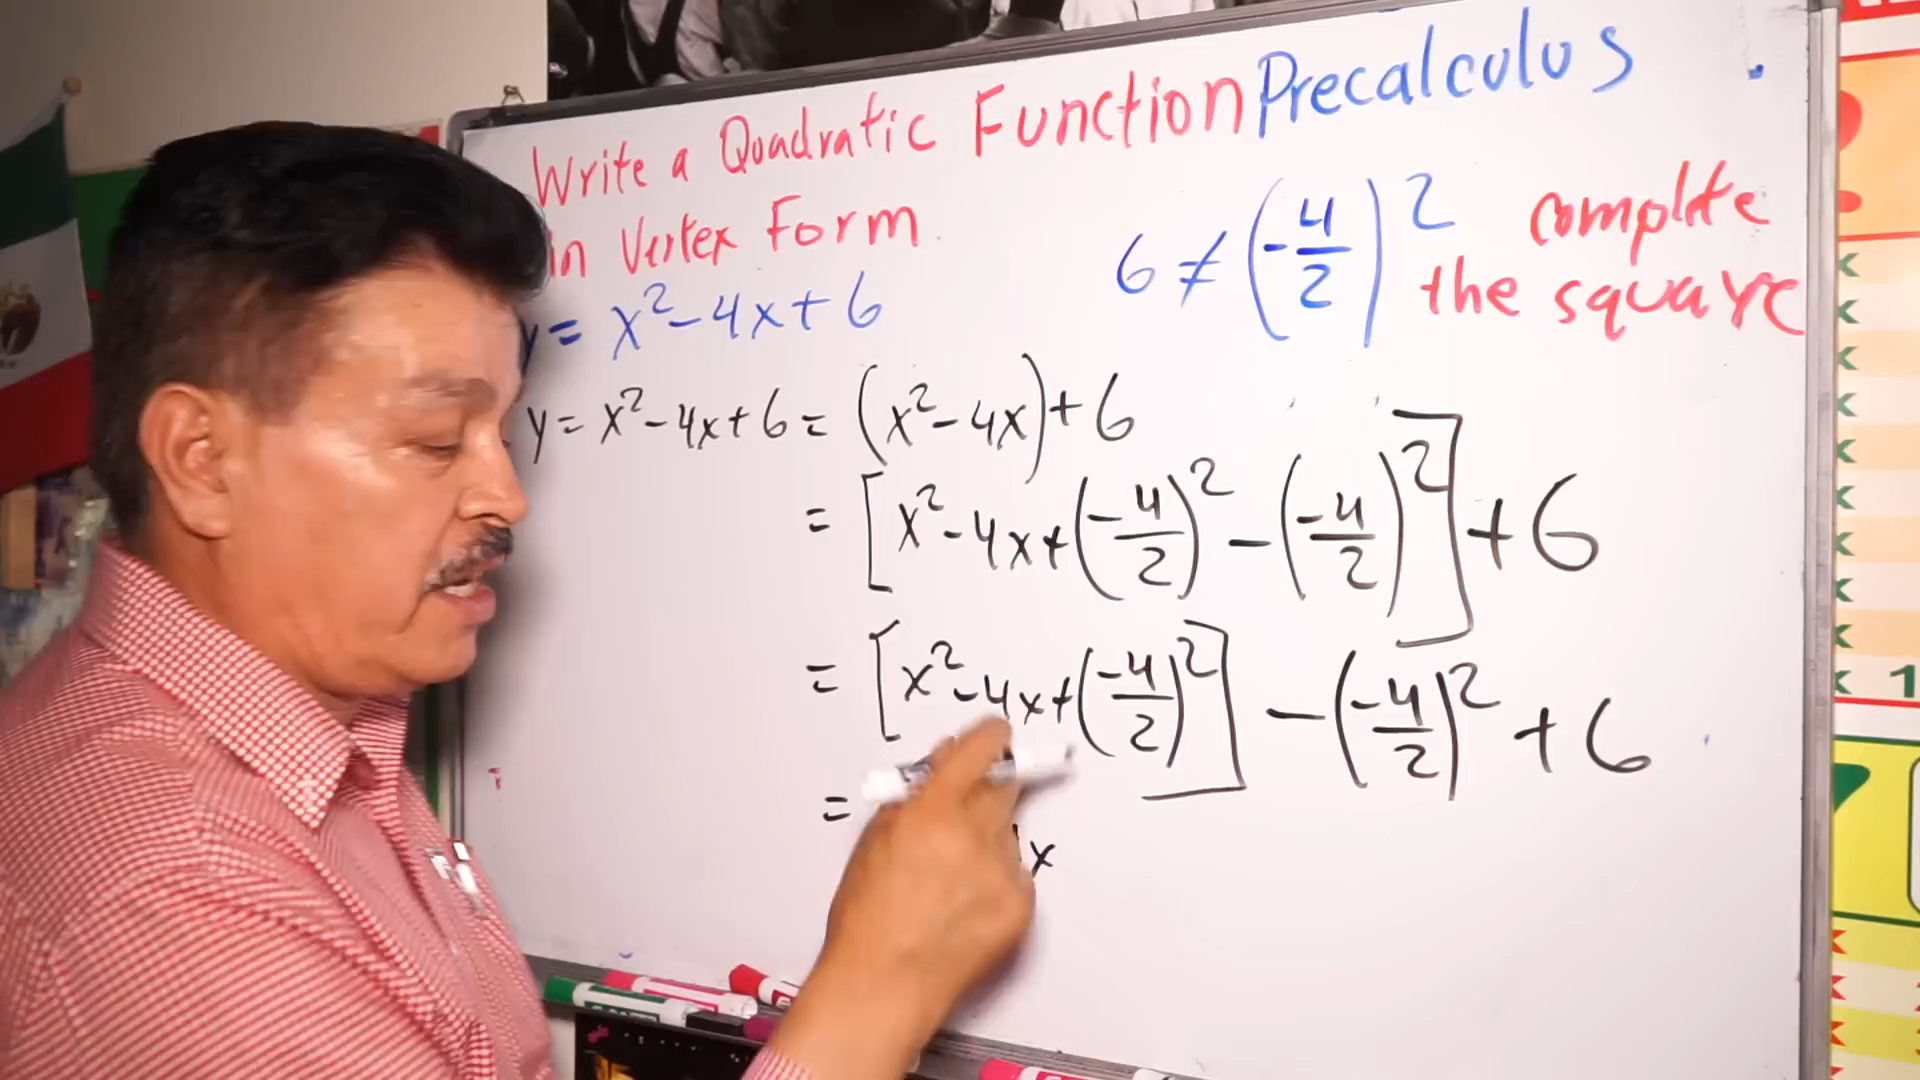 Write a Quadratic Function Precalculus
in Vertex Form
y = x² - 4x + 6
6 ≠ (-4/2)² complete
the square
y = x² - 4x + 6 = (x² - 4x) + 6
= [x² - 4x + (-4/2)² - (-4/2)²] + 6
= [x² - 4x + (-4/2)²] - (-4/2)² + 6
=
x